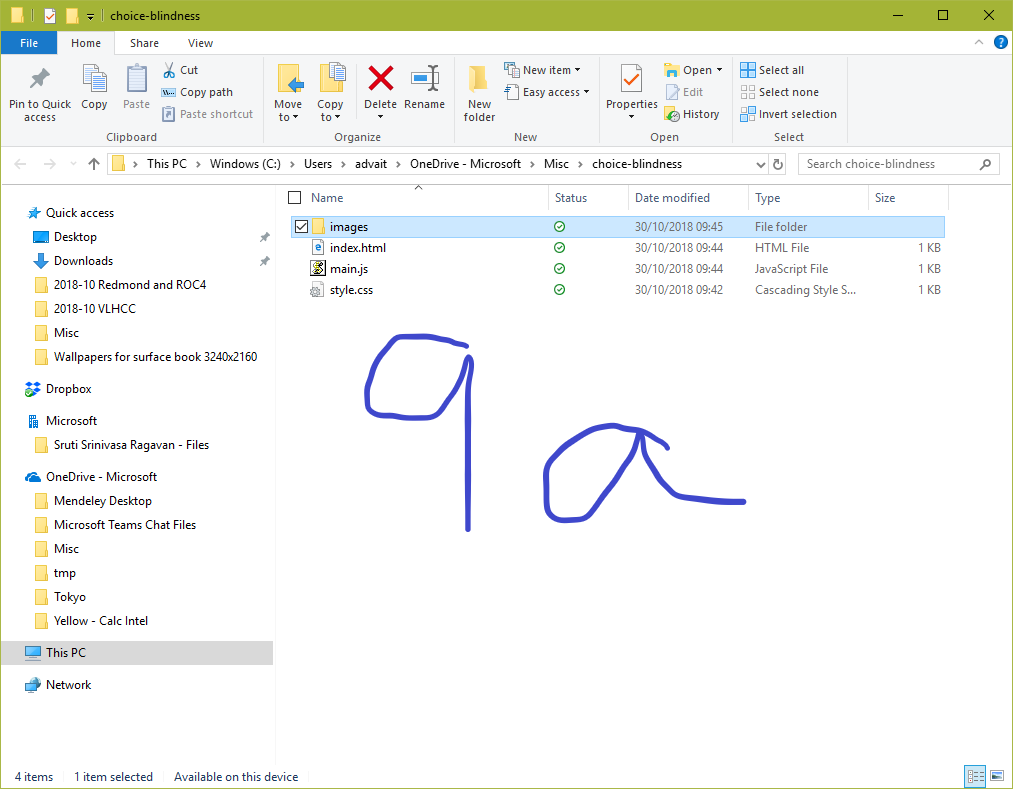 choice-blindness
File Home Share View
Pin to Quick access Copy Paste Cut Copy path Paste shortcut Move to Copy to Delete Rename New folder New item Easy access Properties Open Edit History Select all Select none Invert selection
Clipboard Organize New Open Select
This PC › Windows (C:) › Users › advait › OneDrive - Microsoft › Misc › choice-blindness Search choice-blindness
Quick access
Desktop
Downloads
2018-10 Redmond and ROC4
2018-10 VLHCC
Misc
Wallpapers for surface book 3240x2160
Dropbox
Microsoft
Sruti Srinivasa Ragavan - Files
OneDrive - Microsoft
Mendeley Desktop
Microsoft Teams Chat Files
Misc
tmp
Tokyo
Yellow - Calc Intel
This PC
Network
Name Status Date modified Type Size
images 30/10/2018 09:45 File folder
index.html 30/10/2018 09:44 HTML File 1 KB
main.js 30/10/2018 09:44 JavaScript File 1 KB
style.css 30/10/2018 09:42 Cascading Style S... 1 KB
9 a
4 items 1 item selected Available on this device